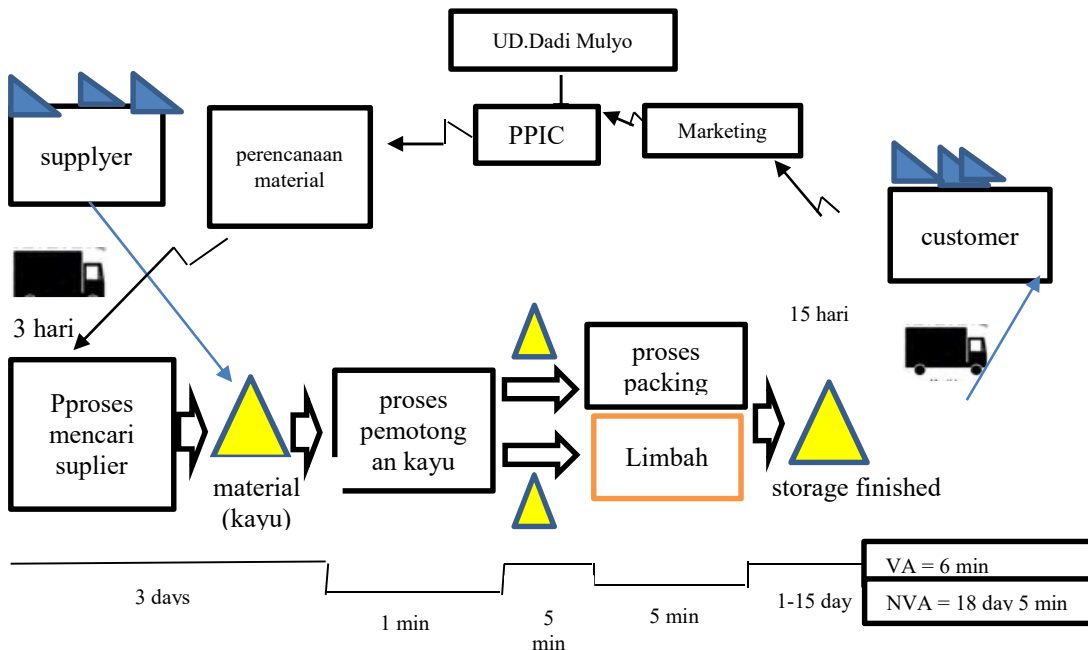 UD.Dadi Mulyo
supplyer
perencanaan
material
PPIC
Marketing
customer
3 hari
15 hari
Pproses
mencari
suplier
material
(kayu)
proses
pemotong
an kayu
proses
packing
Limbah
storage finished
3 days
1 min
5
min
5 min
1-15 day
VA = 6 min
NVA = 18 day 5 min